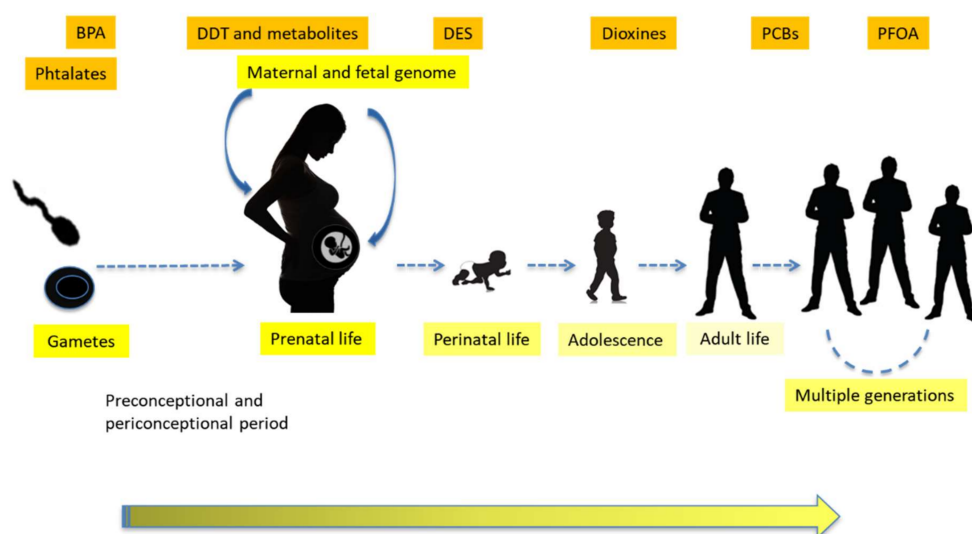 BPA
DDT and metabolites
DES
Dioxines
PCBs
PFOA
Phtalates
Maternal and fetal genome
Gametes
Prenatal life
Perinatal life
Adolescence
Adult life
Multiple generations
Preconceptional and
periconceptional period